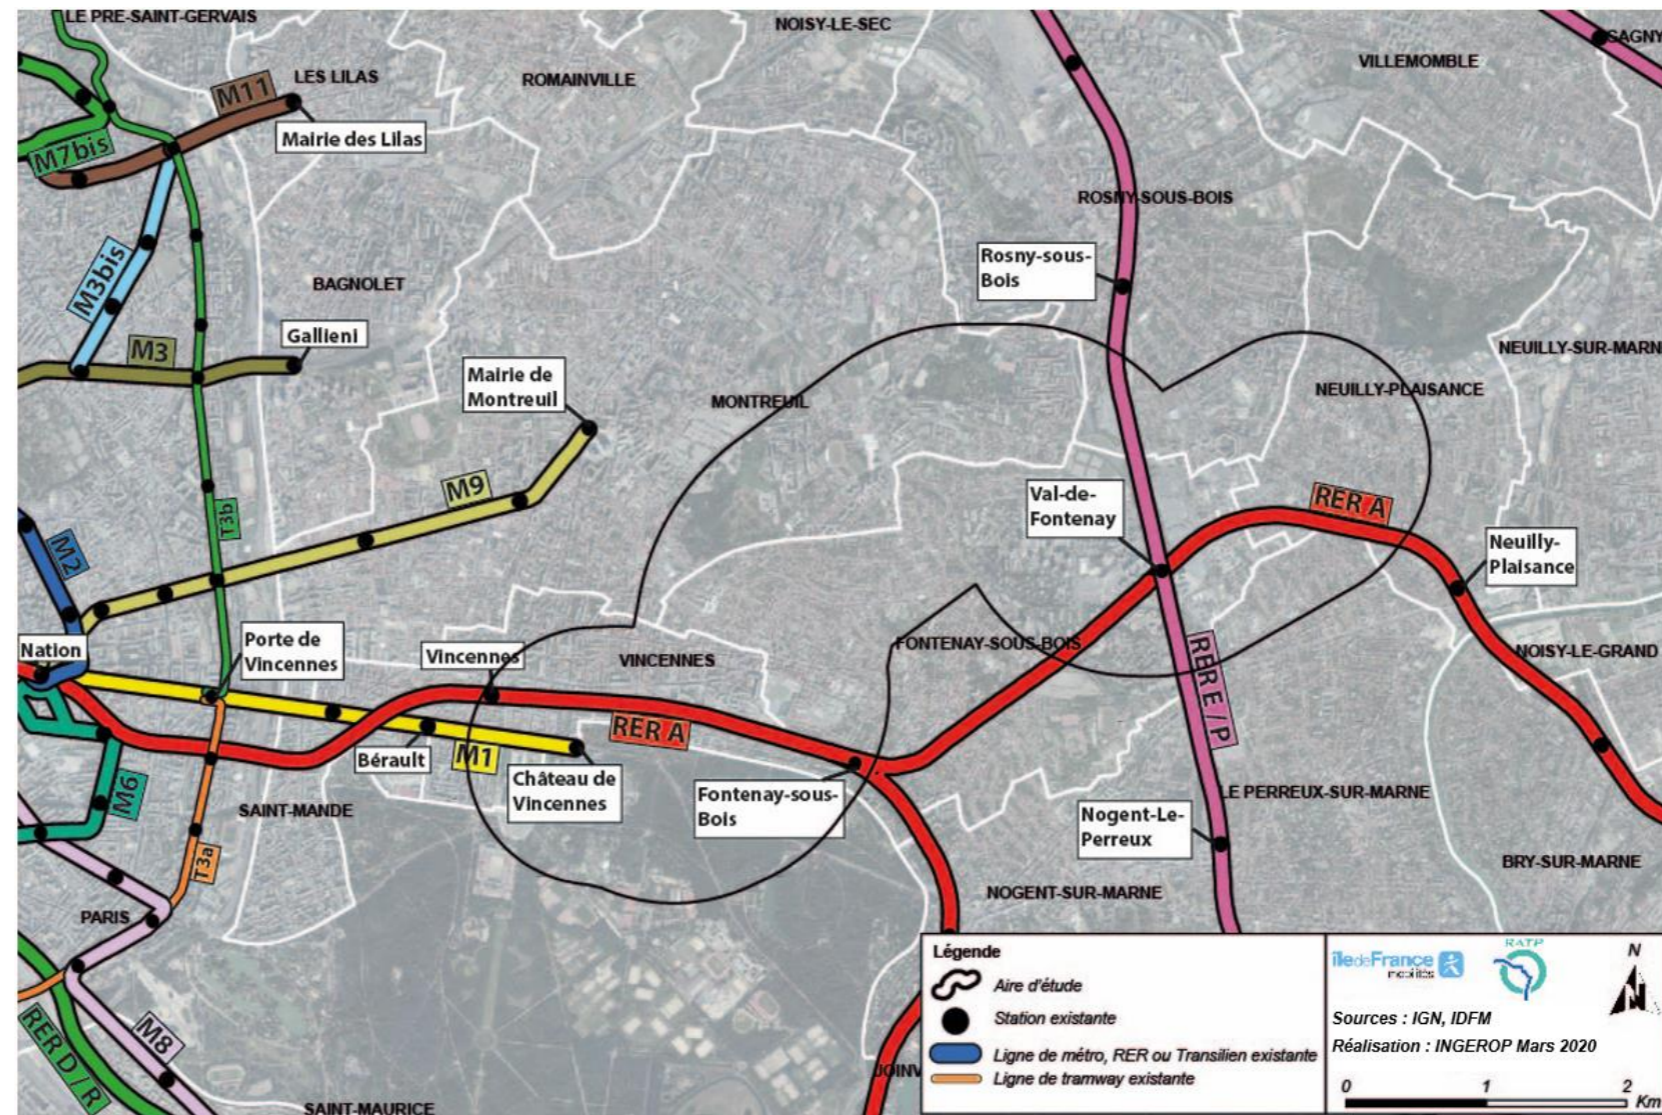 LE PRE-SAINT-GERVAIS
NOISY-LE-SEC
GAGNY
VILLEMOMBLE
LES LILAS
ROMAINVILLE
M11
Mairie des Lilas
M7bis
ROSNY-SOUS-BOIS
Rosny-sous-
Bois
M3bis
BAGNOLET
Gallieni
M3
NEUILLY-SUR-MARN
Mairie de
Montreuil
MONTREUIL
NEUILLY-PLAISANCE
M9
Val-de-
Fontenay
RER A
T3b
M2
Neuilly-
Plaisance
Nation
Porte de
Vincennes
Vincennes
VINCENNES
FONTENAY-SOUS-BOIS
NOISY-LE-GRAND
RER E / P
RER A
Bérault
M1
Château de
Vincennes
Fontenay-sous-
Bois
M6
SAINT-MANDE
LE PERREUX-SUR-MARNE
Nogent-Le-
Perreux
T3a
BRY-SUR-MARNE
NOGENT-SUR-MARNE
PARIS
RER D / R
M8
JOINV
SAINT-MAURICE
Légende
Aire d'étude
Station existante
Ligne de métro, RER ou Transilien existante
Ligne de tramway existante
îledeFrance
mobilités
RATP
N
Sources : IGN, IDFM
Réalisation : INGEROP Mars 2020
0 1 2
Km